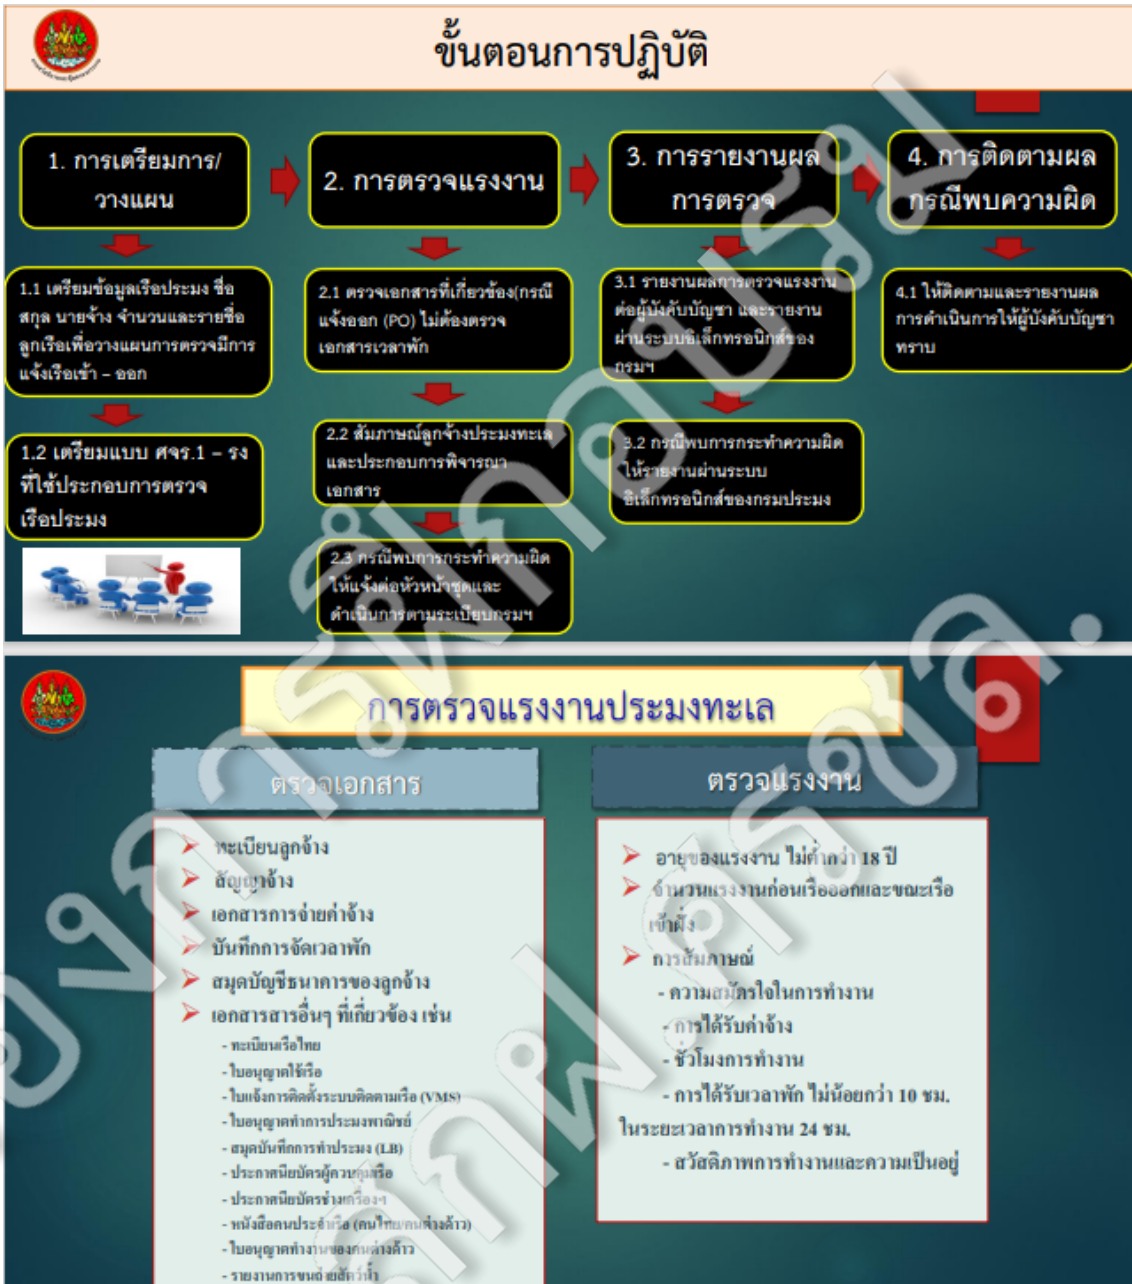 ขั้นตอนการปฏิบัติ
1. การเตรียมการ/
วางแผน
2. การตรวจแรงงาน
3. การรายงานผล
การตรวจ
4. การติดตามผล
กรณีพบความผิด
1.1 เตรียมข้อมูลเรือประมง ชื่อ
สกุล นายจ้าง จำนวนและรายชื่อ
ลูกเรือเพื่อวางแผนการตรวจมีการ
แจ้งเรือเข้า – ออก
1.2 เตรียมแบบ ศจร.1 – รง
ที่ใช้ประกอบการตรวจ
เรือประมง
2.1 ตรวจเอกสารที่เกี่ยวข้อง(กรณี
แจ้งออก (PO) ไม่ต้องตรวจ
เอกสารเวลาพัก
2.2 สัมภาษณ์ลูกจ้างประมงทะเล
และประกอบการพิจารณา
เอกสาร
2.3 กรณีพบการกระทำความผิด
ให้แจ้งต่อหัวหน้าชุดและ
ดำเนินการตามระเบียบกรมฯ
3.1 รายงานผลการตรวจแรงงาน
ต่อผู้บังคับบัญชา และรายงาน
ผ่านระบบอิเล็กทรอนิกส์ของ
กรมฯ
3.2 กรณีพบการกระทำความผิด
ให้รายงานผ่านระบบ
อิเล็กทรอนิกส์ของกรมประมง
4.1 ให้ติดตามและรายงานผล
การดำเนินการให้ผู้บังคับบัญชา
ทราบ
การตรวจแรงงานประมงทะเล
ตรวจเอกสาร
ทะเบียนลูกจ้าง
สัญญาจ้าง
เอกสารการจ่ายค่าจ้าง
บันทึกการจัดเวลาพัก
สมุดบัญชีธนาคารของลูกจ้าง
เอกสารสารอื่นๆ ที่เกี่ยวข้อง เช่น
- ทะเบียนเรือไทย
- ใบอนุญาตใช้เรือ
- ใบแจ้งการติดตั้งระบบติดตามเรือ (VMS)
- ใบอนุญาตทำการประมงพาณิชย์
- สมุดบันทึกการทำประมง (LB)
- ประกาศนียบัตรผู้ควบคุมเรือ
- ประกาศนียบัตรช่างเครื่องฯ
- หนังสือคนประจำเรือ (คนไทย/คนต่างด้าว)
- ใบอนุญาตทำงานของคนต่างด้าว
- รายงานการขนถ่ายสัตว์น้ำ
ตรวจแรงงาน
อายุของแรงงาน ไม่ต่ำกว่า 18 ปี
จำนวนแรงงานก่อนเรือออกและขณะเรือ
เข้าฝั่ง
การสัมภาษณ์
- ความสมัครใจในการทำงาน
- การได้รับค่าจ้าง
- ชั่วโมงการทำงาน
- การได้รับเวลาพัก ไม่น้อยกว่า 10 ชม.
ในระยะเวลาการทำงาน 24 ชม.
- สวัสดิภาพการทำงานและความเป็นอยู่